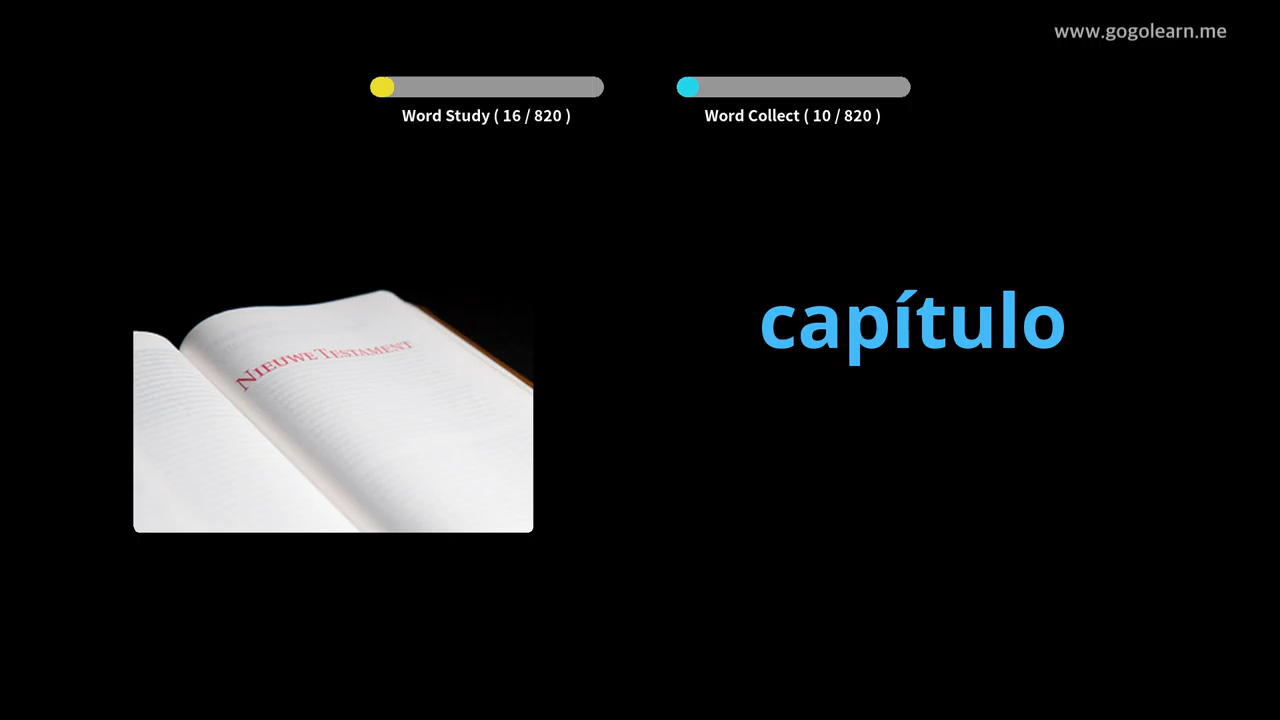 www.gogolearn.me
Word Study ( 16 / 820 )
Word Collect ( 10 / 820 )
capítulo
NIEUWE TESTAMENT